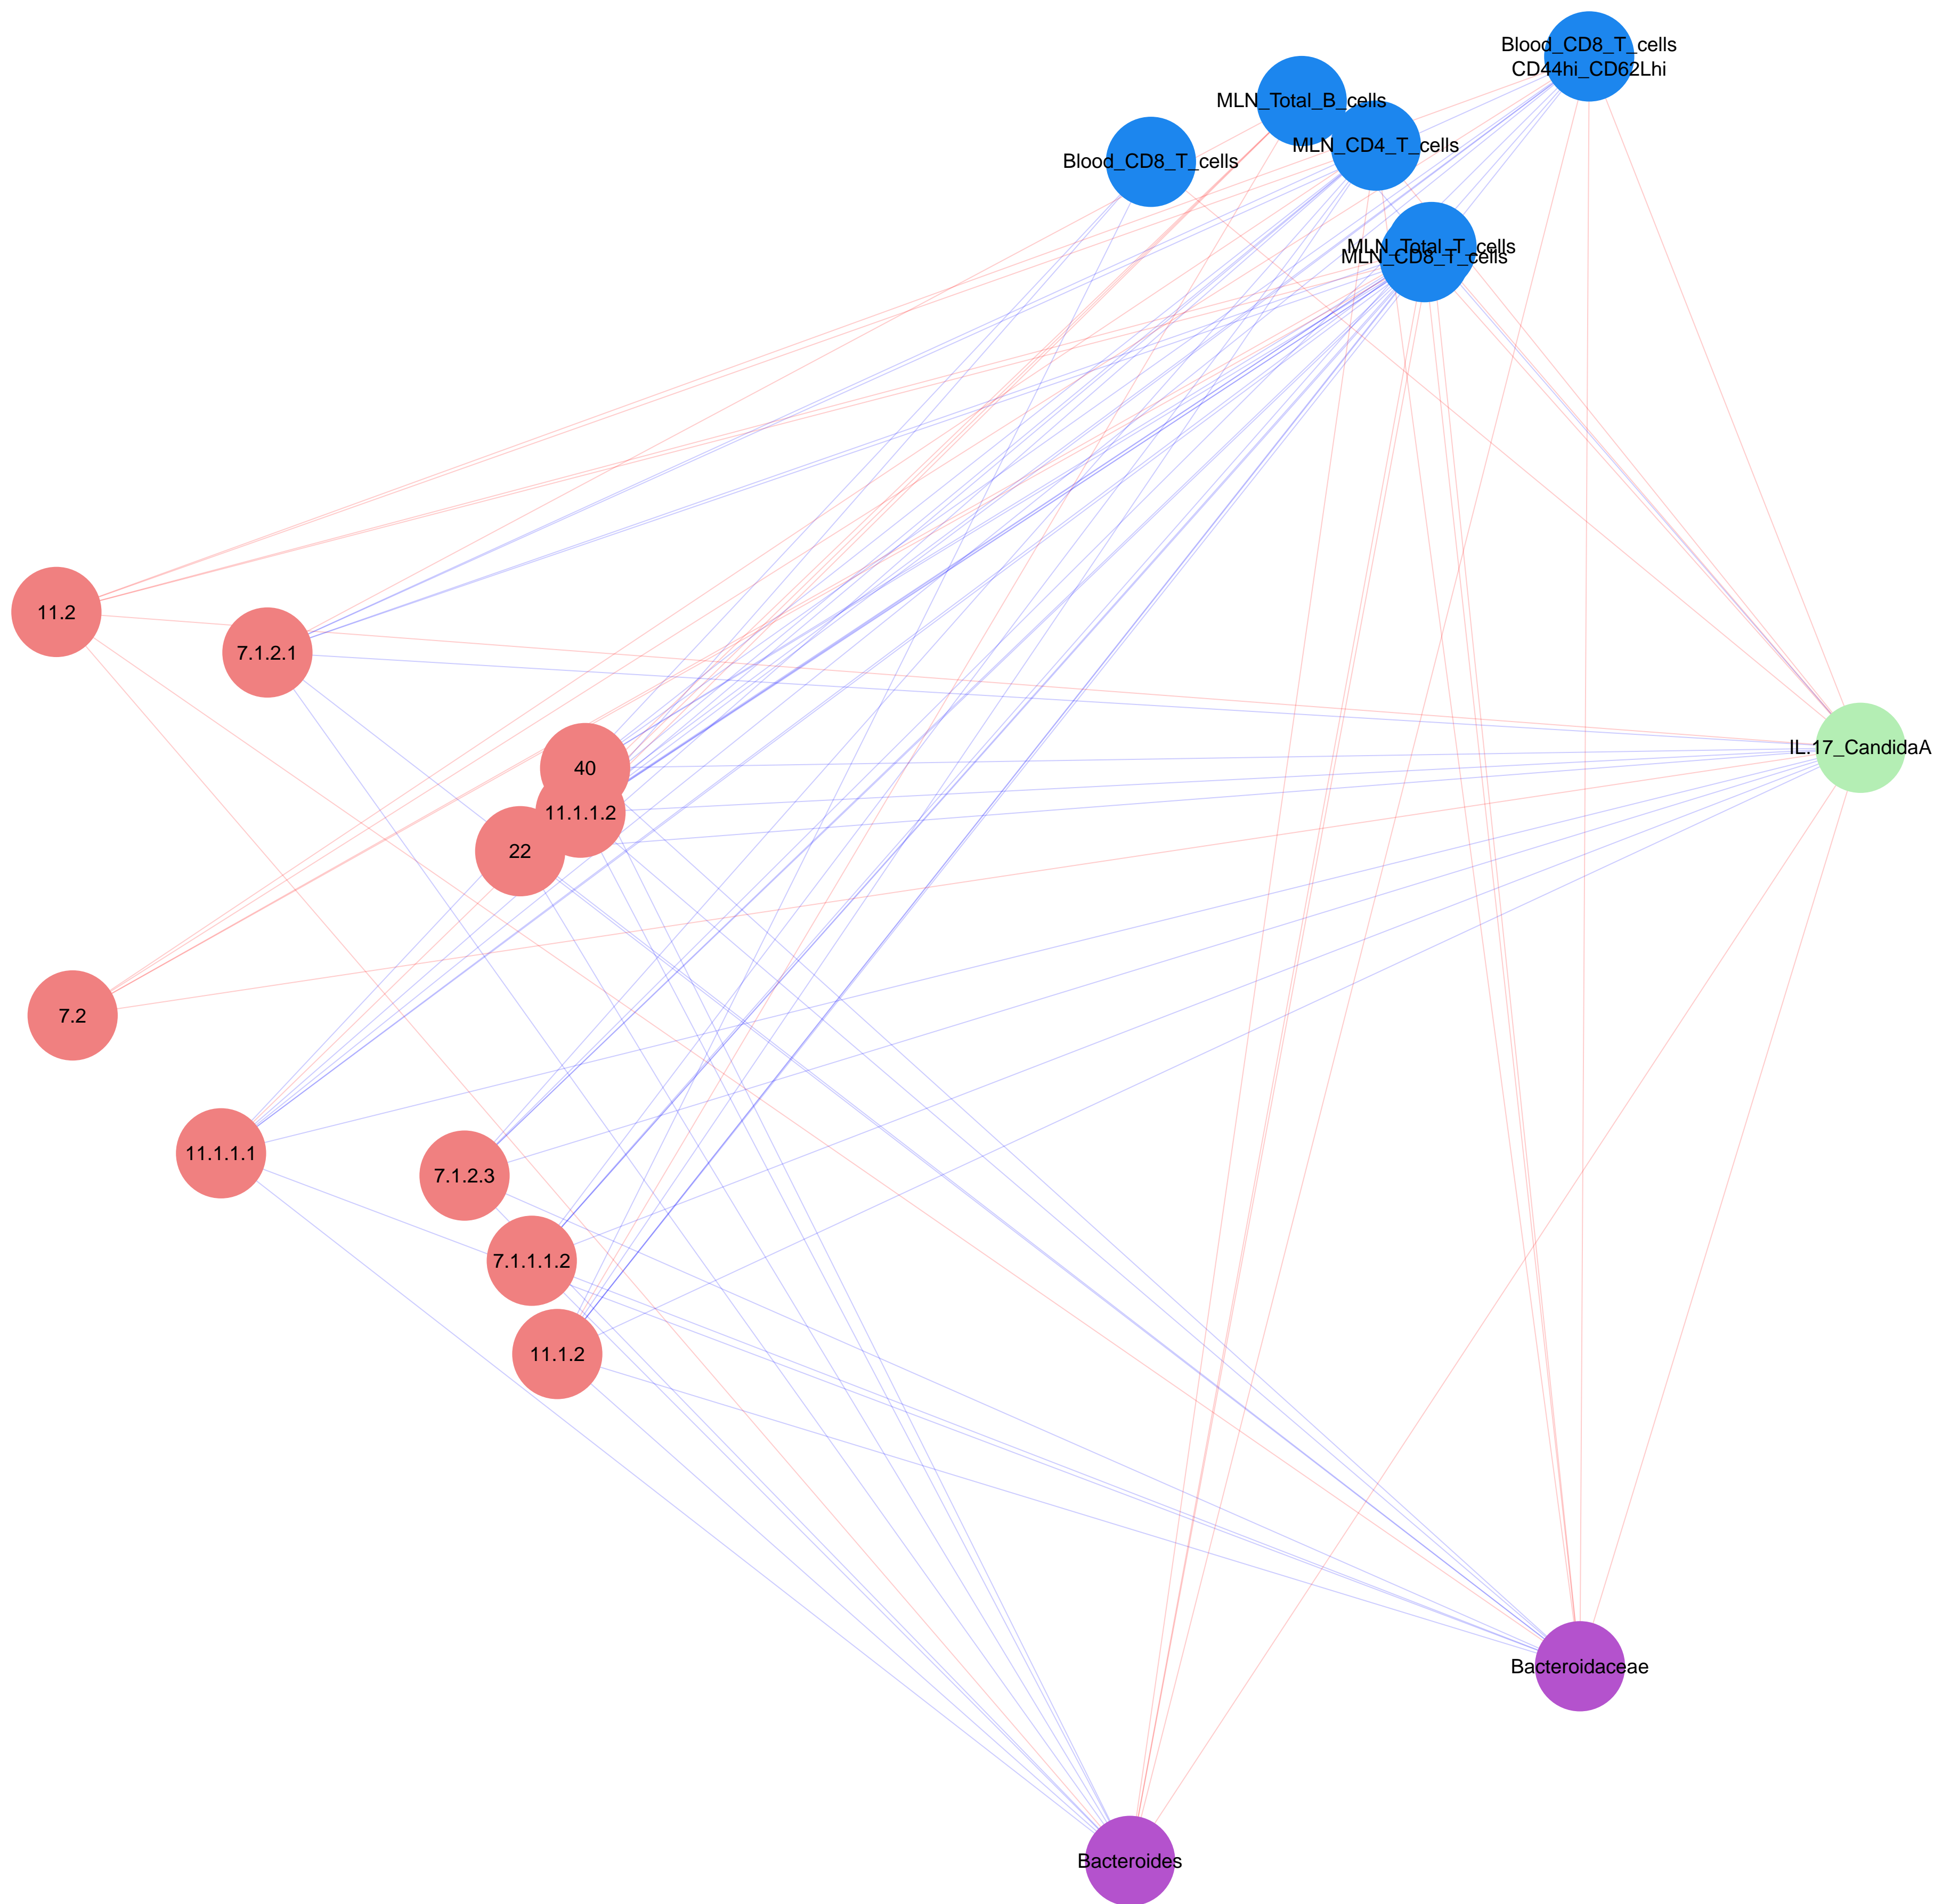 Blood_CD8_T_cells
CD44hi_CD62Lhi
MLN_Total_B_cells
MLN_CD4_T_cells
Blood_CD8_T_cells
MLN_Total_T_cells
MLN_CD8_T_cells
11.2
7.1.2.1
IL.17_CandidaA
40
11.1.1.2
22
7.2
11.1.1.1
7.1.2.3
7.1.1.1.2
11.1.2
Bacteroidaceae
Bacteroides